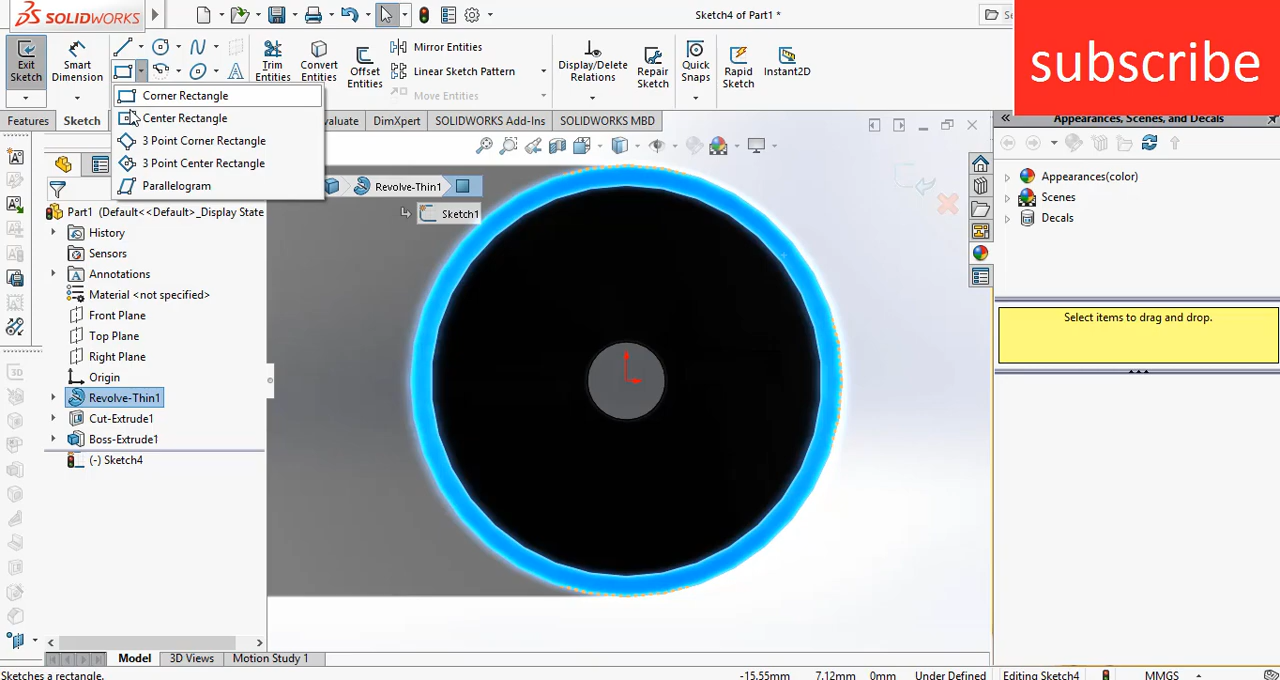 SOLIDWORKS
Sketch4 of Part1 *
subscribe
Exit Sketch
Smart Dimension
Trim Entities
Convert Entities
Offset Entities
Mirror Entities
Linear Sketch Pattern
Move Entities
Display/Delete Relations
Repair Sketch
Quick Snaps
Rapid Sketch
Instant2D
Corner Rectangle
Center Rectangle
3 Point Corner Rectangle
3 Point Center Rectangle
Parallelogram
Features
Sketch
valuate
DimXpert
SOLIDWORKS Add-Ins
SOLIDWORKS MBD
Appearances, Scenes, and Decals
Revolve-Thin1
Sketch1
Part1 (Default<<Default>_Display State
History
Sensors
Annotations
Material <not specified>
Front Plane
Top Plane
Right Plane
Origin
Revolve-Thin1
Cut-Extrude1
Boss-Extrude1
(-) Sketch4
Appearances(color)
Scenes
Decals
Select items to drag and drop.
Model
3D Views
Motion Study 1
Sketches a rectangle.
-15.55mm
7.12mm
0mm
Under Defined
Editing Sketch4
MMGS